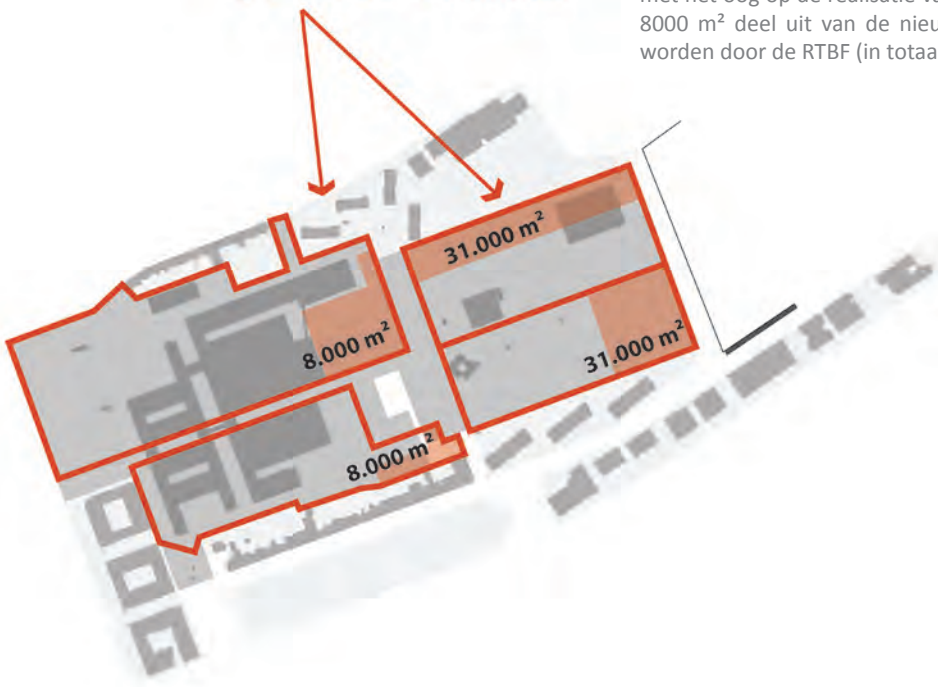 8000 m² deel uit van de nieu
worden door de RTBF (in totaa
31.000 m²
8.000 m²
31.000 m²
8.000 m²